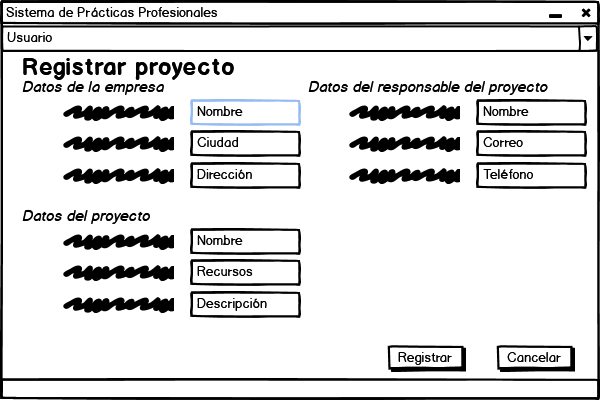 Sistema de Prácticas Profesionales
Usuario
Registrar proyecto
Datos de la empresa
Nombre
Ciudad
Dirección
Datos del responsable del proyecto
Nombre
Correo
Teléfono
Datos del proyecto
Nombre
Recursos
Descripción
Registrar
Cancelar